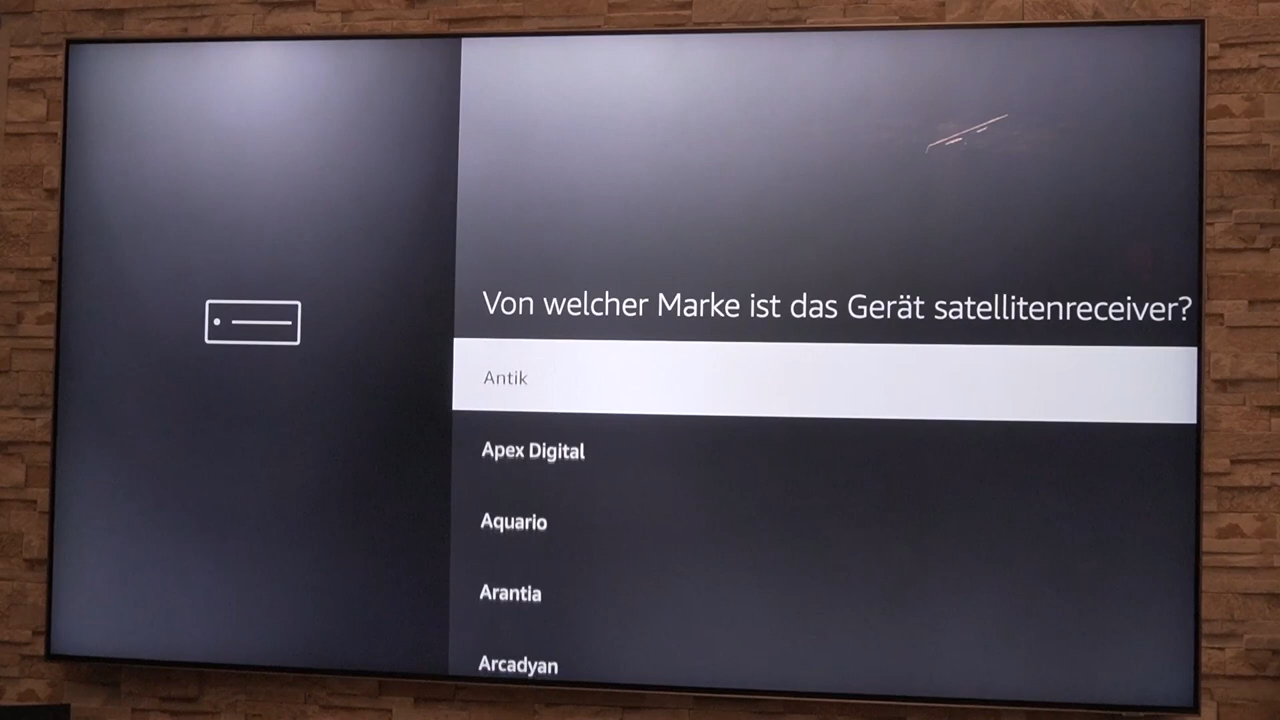 Von welcher Marke ist das Gerät satellitenreceiver?
Antik
Apex Digital
Aquario
Arantia
Arcadyan